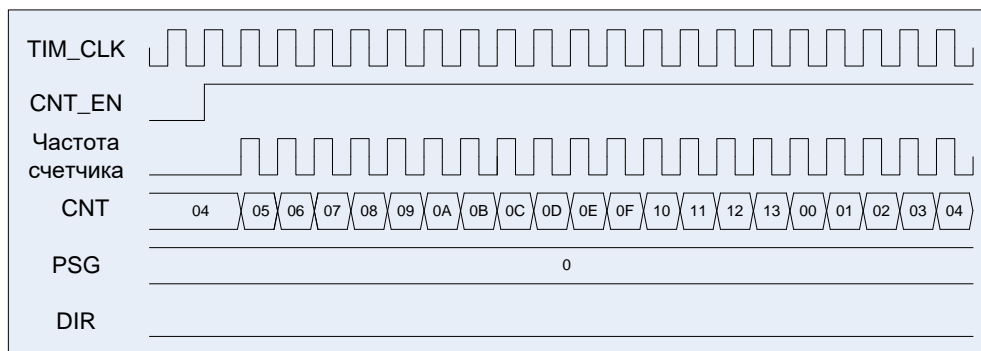 TIM_CLK
CNT_EN
Частота
счетчика
CNT 04 05 06 07 08 09 0A 0B 0C 0D 0E 0F 10 11 12 13 00 01 02 03 04
PSG 0
DIR